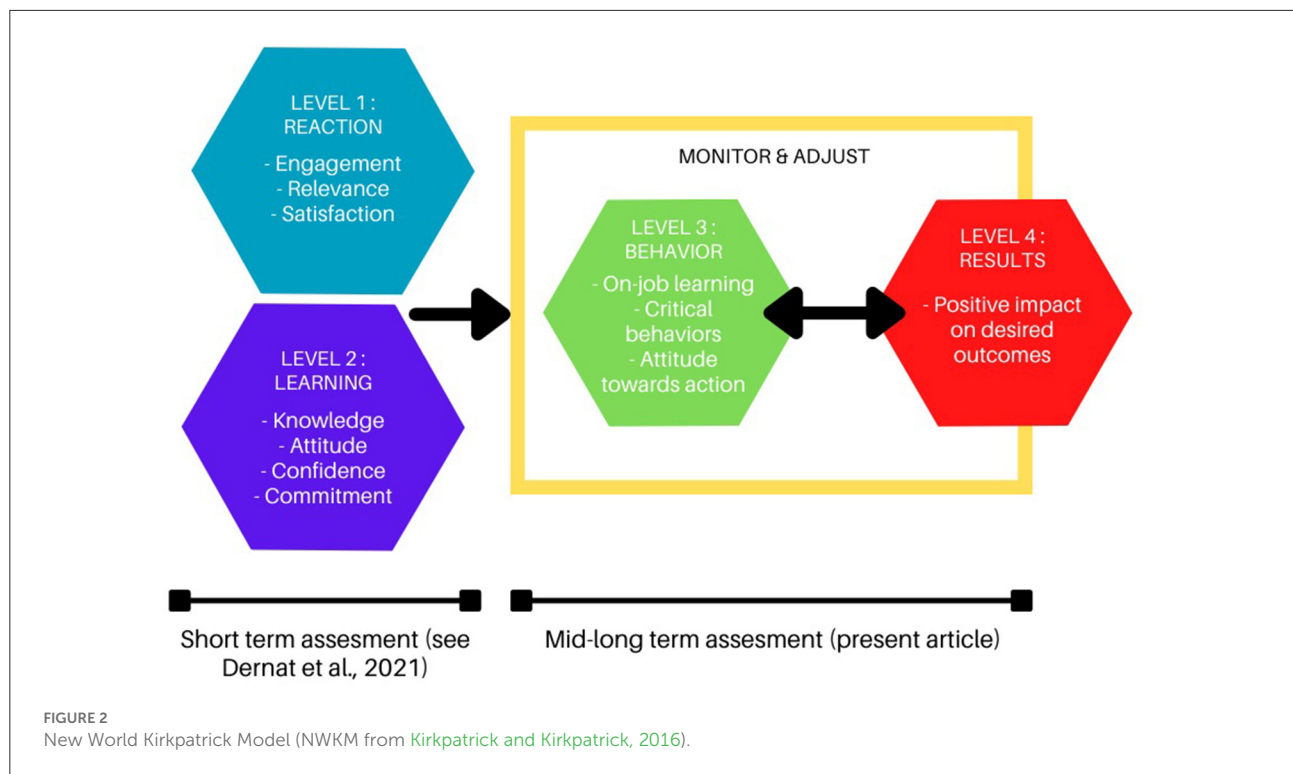 LEVEL 1 :
REACTION
- Engagement
- Relevance
- Satisfaction
LEVEL 2 :
LEARNING
- Knowledge
- Attitude
- Confidence
- Commitment
MONITOR & ADJUST
LEVEL 3 :
BEHAVIOR
- On-job learning
- Critical
behaviors
- Attitude
towards action
LEVEL 4 :
RESULTS
- Positive impact
on desired
outcomes
Short term assesment (see
Dernat et al., 2021)
Mid-long term assesment (present article)
FIGURE 2
New World Kirkpatrick Model (NWKM from Kirkpatrick and Kirkpatrick, 2016).